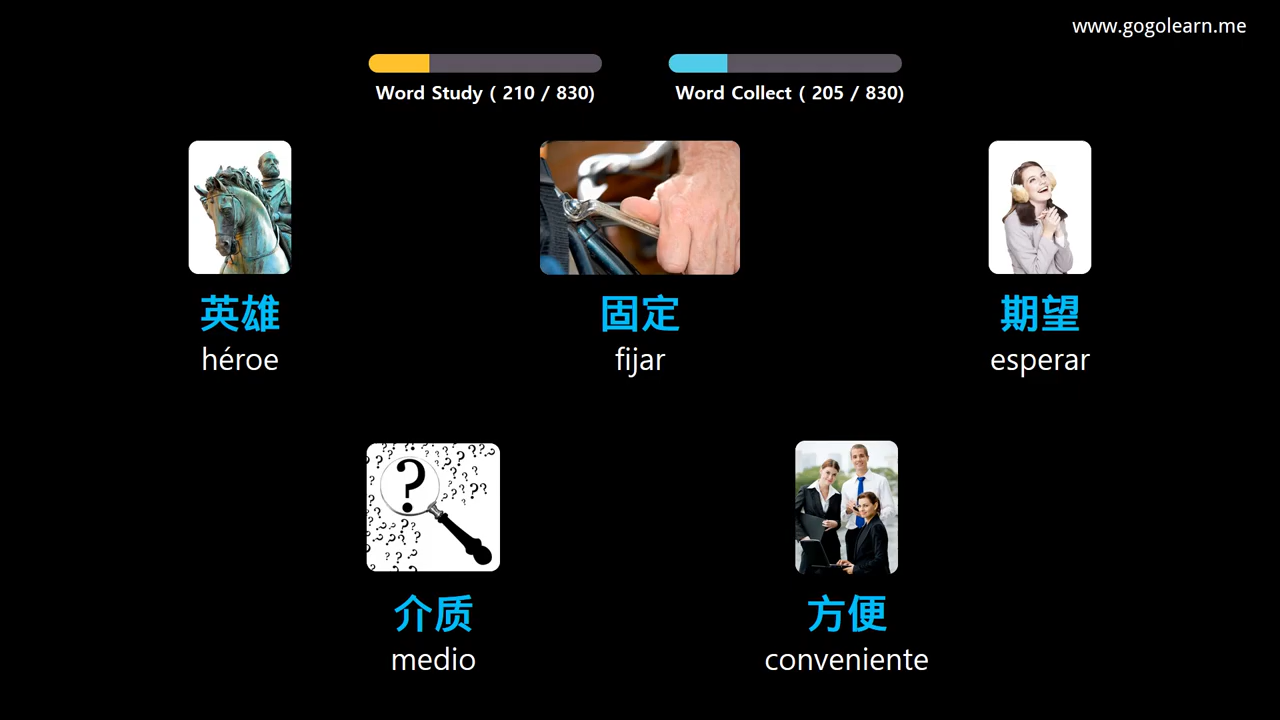 www.gogolearn.me
Word Study ( 210 / 830)
Word Collect ( 205 / 830)
英雄
héroe
固定
fijar
期望
esperar
介质
medio
方便
conveniente